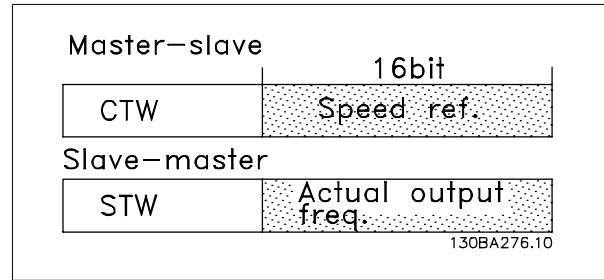 Master-slave
16bit
CTW
Speed ref.
Slave-master
STW
Actual output
freq.
130BA276.10